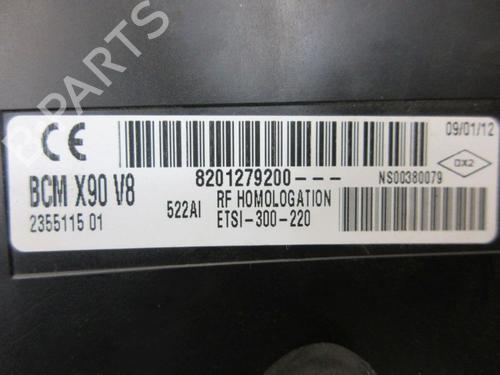 B-PARTS
CE
09/01/12
DX2
8201279200---
NS00380079
BCM X90 V8
522AI
RF HOMOLOGATION
2355115 01
ETSI-300-220